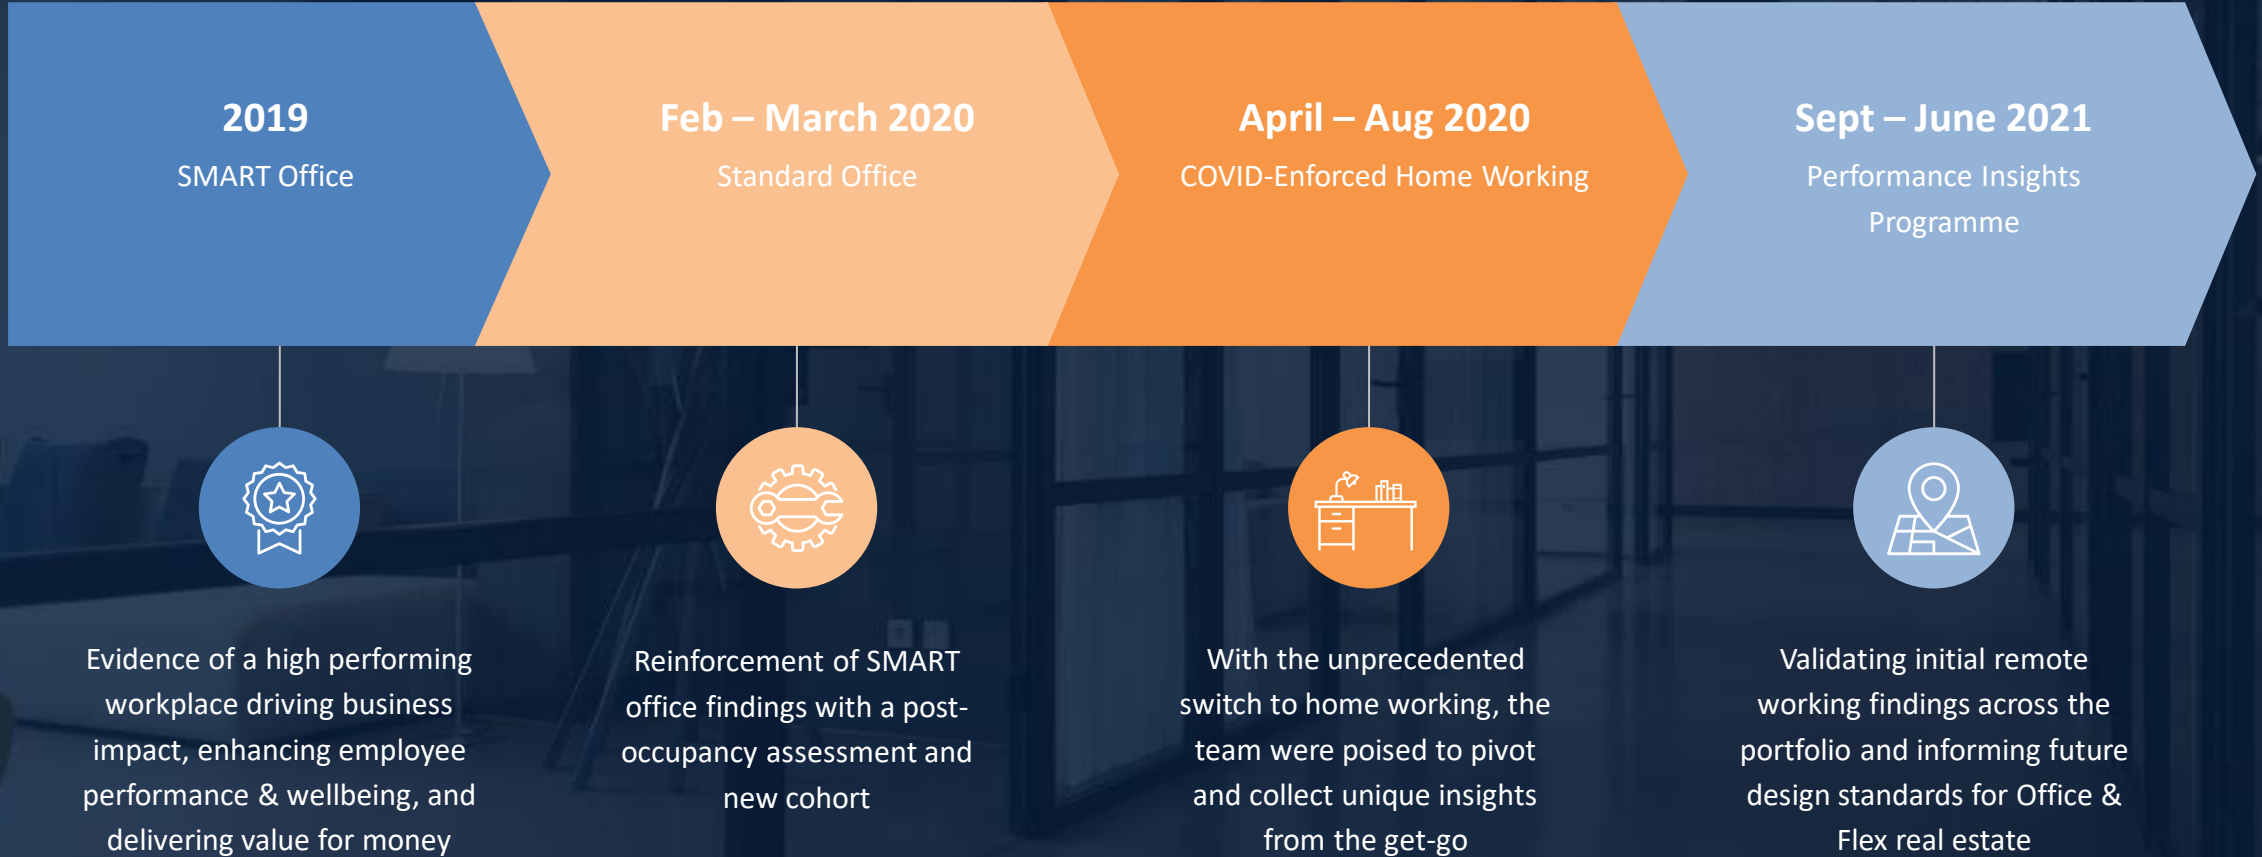 2019
SMART Office
Feb – March 2020
Standard Office
April – Aug 2020
COVID-Enforced Home Working
Sept – June 2021
Performance Insights
Programme
Evidence of a high performing
workplace driving business
impact, enhancing employee
performance & wellbeing, and
delivering value for money
Reinforcement of SMART
office findings with a post-
occupancy assessment and
new cohort
With the unprecedented
switch to home working, the
team were poised to pivot
and collect unique insights
from the get-go
Validating initial remote
working findings across the
portfolio and informing future
design standards for Office &
Flex real estate